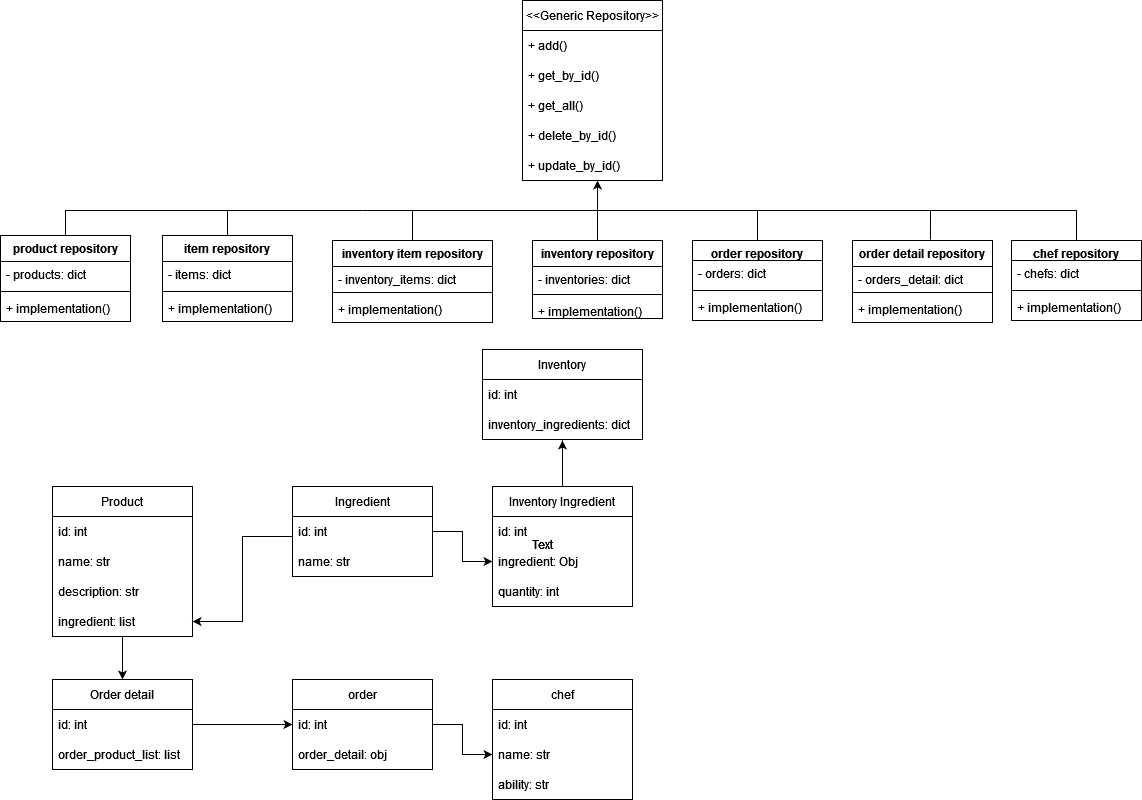 <<Generic Repository>>
+ add()
+ get_by_id()
+ get_all()
+ delete_by_id()
+ update_by_id()
product repository
- products: dict
+ implementation()
item repository
- items: dict
+ implementation()
inventory item repository
- inventory_items: dict
+ implementation()
inventory repository
- inventories: dict
+ implementation()
order repository
- orders: dict
+ implementation()
order detail repository
- orders_detail: dict
+ implementation()
chef repository
- chefs: dict
+ implementation()
Inventory
id: int
inventory_ingredients: dict
Product
id: int
name: str
description: str
ingredient: list
Ingredient
id: int
name: str
Inventory Ingredient
id: int
Text
ingredient: Obj
quantity: int
Order detail
id: int
order_product_list: list
order
id: int
order_detail: obj
chef
id: int
name: str
ability: str